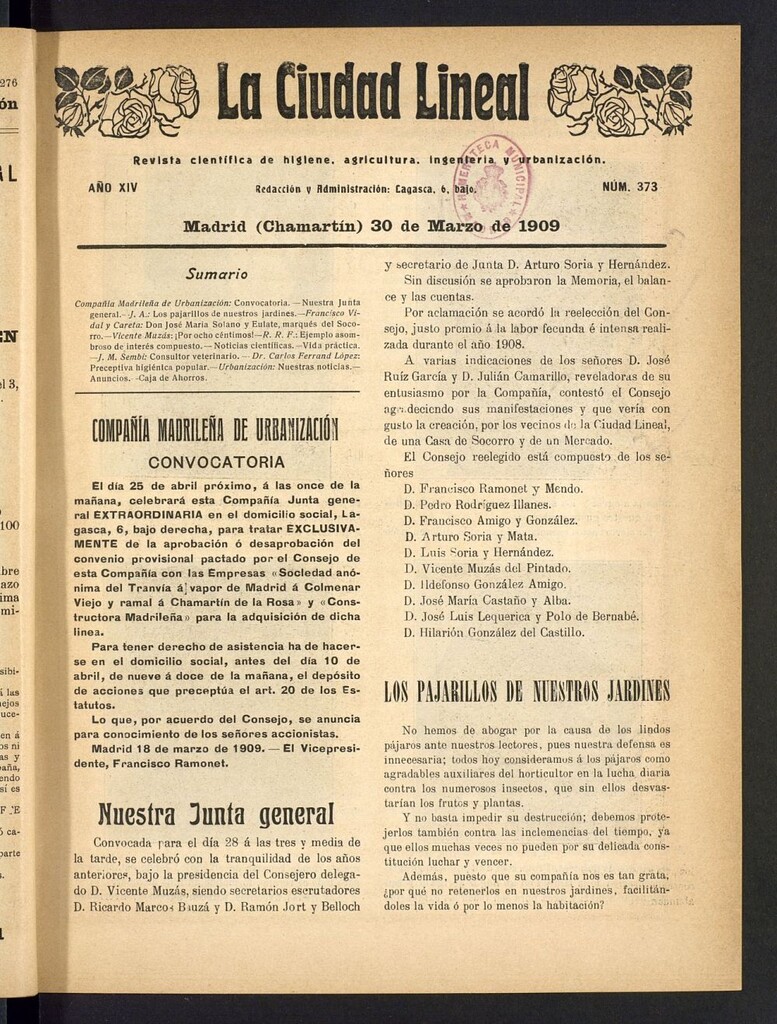 La Ciudad Lineal
Revista científica de higiene, agricultura, ingeniería y urbanización.
AÑO XIV
Redacción y Administración: Lagasca, 6, bajo.
NÚM. 373
HEMEROTECA MUNICIPAL
Madrid (Chamartín) 30 de Marzo de 1909
Sumario
Compañía Madrileña de Urbanización: Convocatoria. — Nuestra Junta
general. — J. A.: Los pajarillos de nuestros jardines. — Francisco Vi-
dal y Careta: Don José María Solano y Eulate, marqués del Soco-
rro. — Vicente Muzás: ¡Por ocho céntimos! — R. R. F.: Ejemplo asom-
broso de interés compuesto. — Noticias científicas. — Vida práctica.
— J. M. Sembi: Consultor veterinario. — Dr. Carlos Ferrand López:
Preceptiva higiénica popular. — Urbanización: Nuestras noticias. —
Anuncios. -Caja de Ahorros.
COMPAÑÍA MADRILEÑA DE URBANIZACIÓN
CONVOCATORIA
El día 25 de abril próximo, á las once de la
mañana, celebrará esta Compañía Junta gene-
ral EXTRAORDINARIA en el domicilio social, La-
gasca, 6, bajo derecha, para tratar EXCLUSIVA-
MENTE de la aprobación ó desaprobación del
convenio provisional pactado por el Consejo de
esta Compañía con las Empresas «Sociedad anó-
nima del Tranvía á vapor de Madrid á Colmenar
Viejo y ramal á Chamartín de la Rosa» y «Cons-
tructora Madrileña» para la adquisición de dicha
línea.
Para tener derecho de asistencia ha de hacer-
se en el domicilio social, antes del día 10 de
abril, de nueve á doce de la mañana, el depósito
de acciones que preceptúa el art. 20 de los Es-
tatutos.
Lo que, por acuerdo del Consejo, se anuncia
para conocimiento de los señores accionistas.
Madrid 18 de marzo de 1909. — El Vicepresi-
dente, Francisco Ramonet.
Nuestra Junta general
Convocada para el día 28 á las tres y media de
la tarde, se celebró con la tranquilidad de los años
anteriores, bajo la presidencia del Consejero delega-
do D. Vicente Muzás, siendo secretarios escrutadores
D. Ricardo Marcos Bauzá y D. Ramón Jort y Belloch
y secretario de Junta D. Arturo Soria y Hernández.
Sin discusión se aprobaron la Memoria, el balan-
ce y las cuentas.
Por aclamación se acordó la reelección del Con-
sejo, justo premio á la labor fecunda é intensa reali-
zada durante el año 1908.
A varias indicaciones de los señores D. José
Ruíz García y D. Julián Camarillo, reveladoras de su
entusiasmo por la Compañía, contestó el Consejo
agradeciendo sus manifestaciones y que vería con
gusto la creación, por los vecinos de la Ciudad Lineal,
de una Casa de Socorro y de un Mercado.
El Consejo reelegido está compuesto de los se-
ñores
D. Francisco Ramonet y Mendo.
D. Pedro Rodríguez Illanes.
D. Francisco Amigo y González.
D. Arturo Soria y Mata.
D. Luis Soria y Hernández.
D. Vicente Muzás del Pintado.
D. Ildefonso González Amigo.
D. José María Castaño y Alba.
D. José Luis Lequerica y Polo de Bernabé.
D. Hilarión González del Castillo.
LOS PAJARILLOS DE NUESTROS JARDINES
No hemos de abogar por la causa de los lindos
pájaros ante nuestros lectores, pues nuestra defensa es
innecesaria; todos hoy consideramos á los pájaros como
agradables auxiliares del horticultor en la lucha diaria
contra los numerosos insectos, que sin ellos devas-
tarían los frutos y plantas.
Y no basta impedir su destrucción; debemos prote-
jerlos también contra las inclemencias del tiempo, ya
que ellos muchas veces no pueden por su delicada cons-
titución luchar y vencer.
Además, puesto que su compañía nos es tan grata,
¿por qué no retenerlos en nuestros jardines, facilitán-
doles la vida ó por lo menos la habitación?